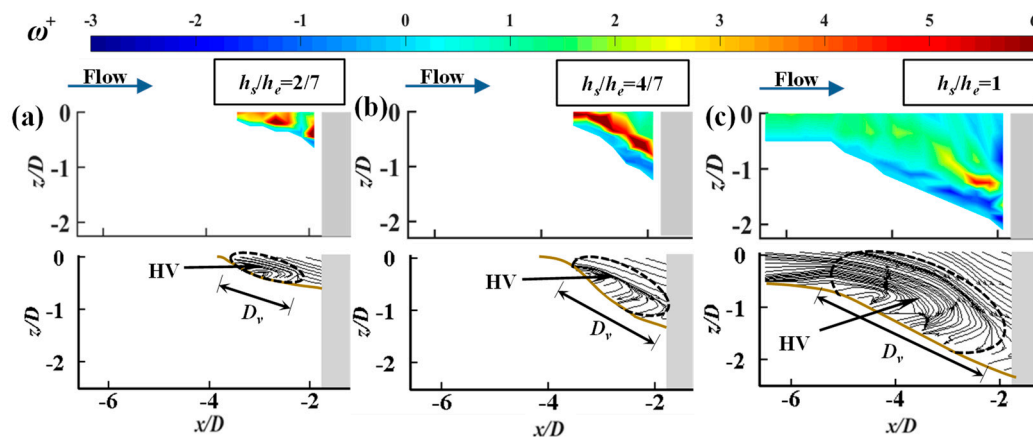 ω+ -3 -2 -1 0 1 2 3 4 5 6
Flow hs/he=2/7 Flow hs/he=4/7 Flow hs/he=1
(a) (b) (c)
0 0 0
z/D -1 z/D -1 z/D -1
-2 -2 -2
0 0 0
HV HV
z/D -1 Dv z/D -1 Dv z/D -1 HV Dv
-2 -2 -2
-6 -4 -2 -6 -4 -2 -6 -4 -2
x/D x/D x/D